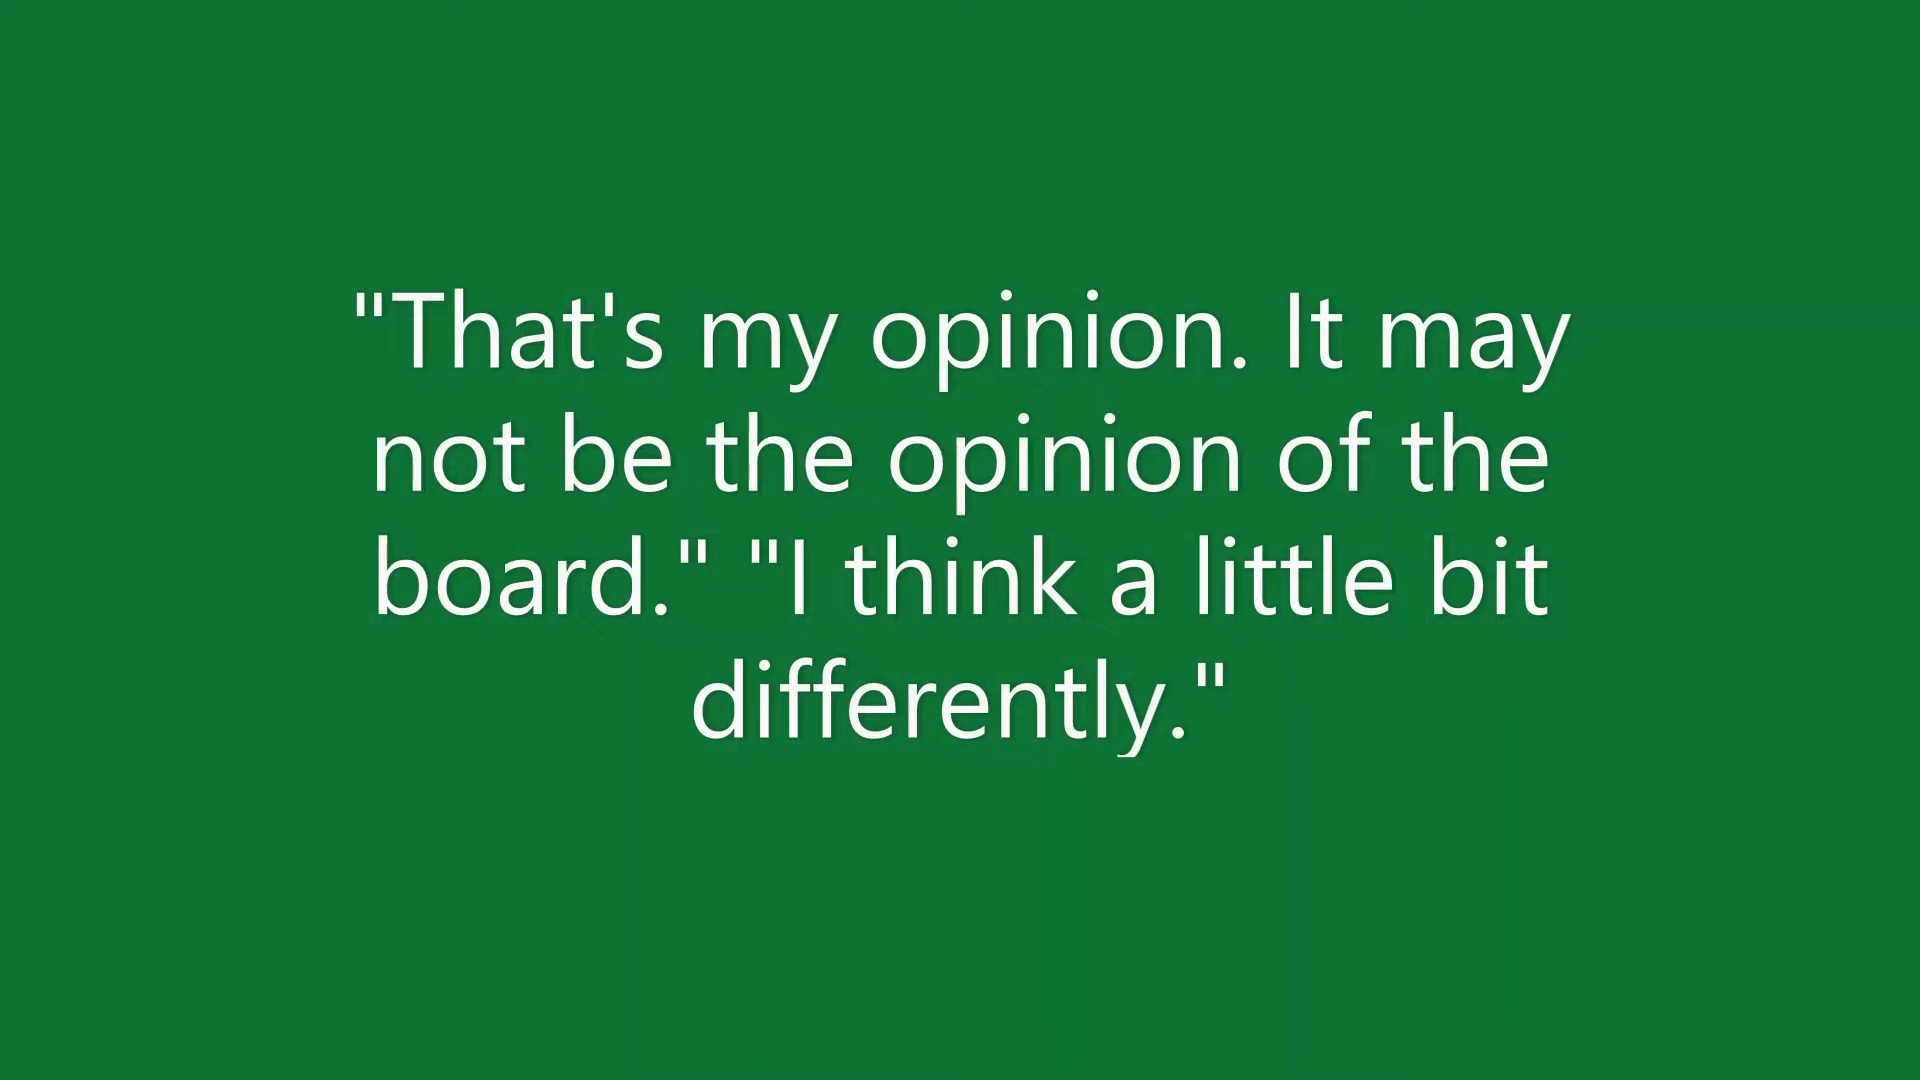 "That's my opinion. It may
not be the opinion of the
board." "I think a little bit
differently."